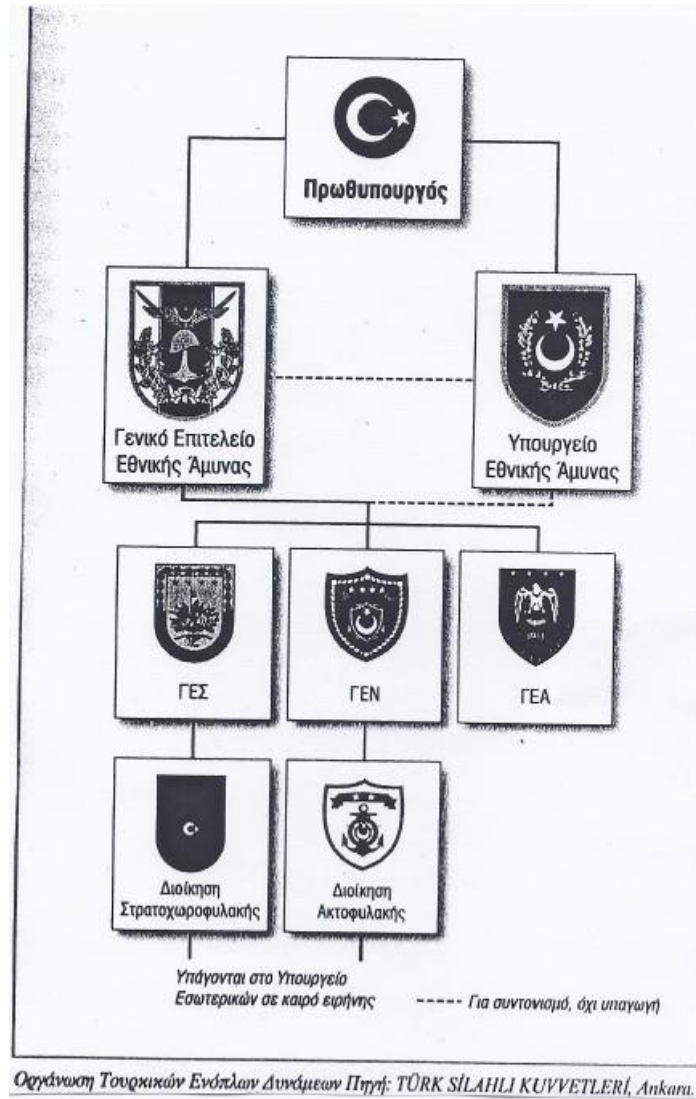 Πρωθυπουργός
Γενικό Επιτελείο
Εθνικής Άμυνας
Υπουργείο
Εθνικής Άμυνας
ΓΕΣ
ΓΕΝ
ΓΕΑ
Διοίκηση
Στρατοχωροφυλακής
Διοίκηση
Ακτοφυλακής
Υπάγονται στο Υπουργείο
Εσωτερικών σε καιρό ειρήνης
Για συντονισμό, όχι υπαγωγή
Οργάνωση Τουρκικών Ενόπλων Δυνάμεων Πηγή: TÜRK SİLAHLI KUVVETLERİ, Ankara.